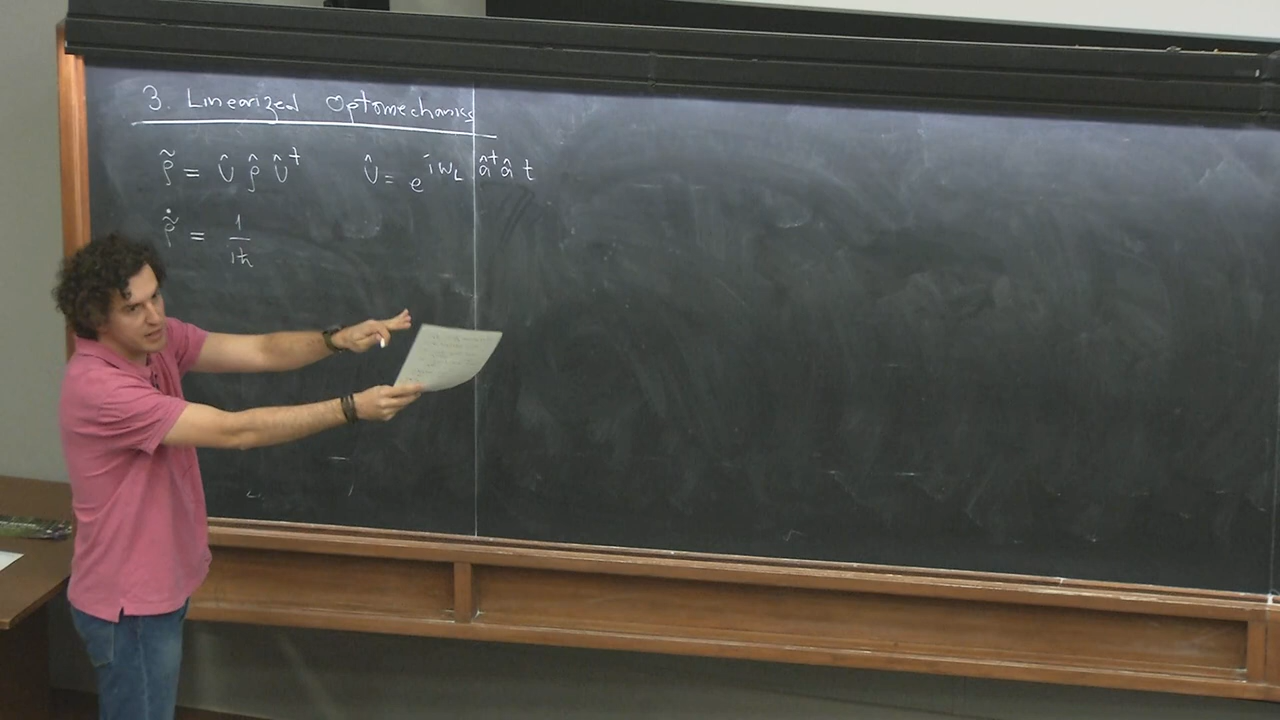 3. Linearized Optomechanics
ρ̃ = Û ρ̂ Û† Û = e^{iω_L â†â t}
ρ̃̇ = 1/iħ